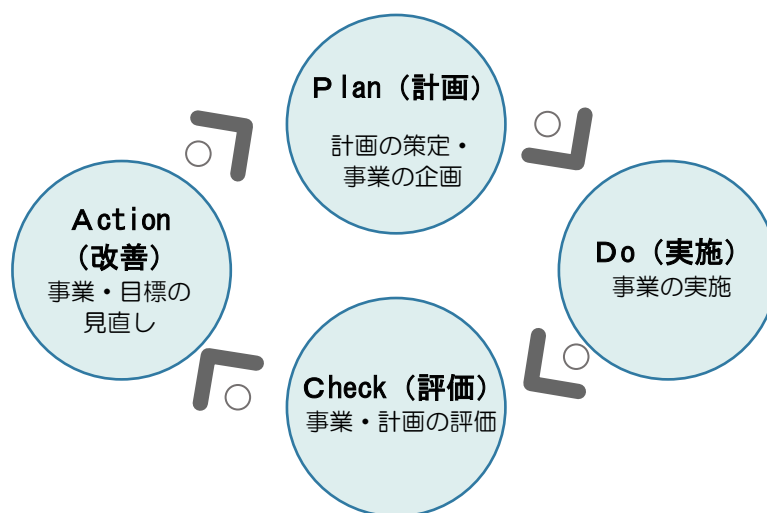 Plan（計画）
計画の策定・
事業の企画
Do（実施）
事業の実施
Check（評価）
事業・計画の評価
Action
（改善）
事業・目標の
見直し